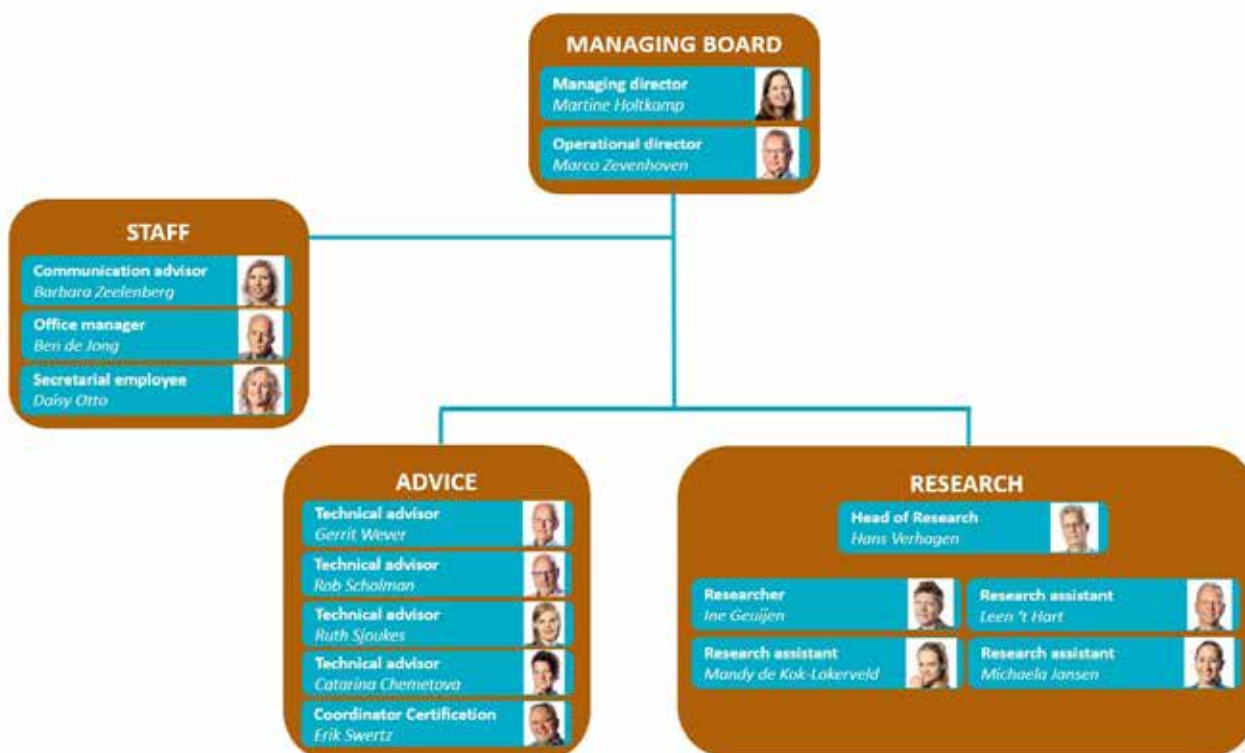 MANAGING BOARD
Managing director
Martine Holtkamp
Operational director
Marco Zevenhoven
STAFF
Communication advisor
Barbara Zeelenberg
Office manager
Ben de Jong
Secretarial employee
Daisy Otto
ADVICE
Technical advisor
Gerrit Wever
Technical advisor
Rob Scholman
Technical advisor
Ruth Sjoukes
Technical advisor
Catarina Chemetova
Coordinator Certification
Erik Swertz
RESEARCH
Head of Research
Hans Verhagen
Researcher
Ine Geuijen
Research assistant
Leen 't Hart
Research assistant
Mandy de Kok-Lokerveld
Research assistant
Michaela Jansen